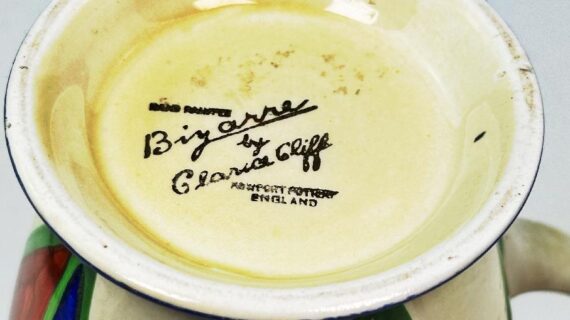 HAND PAINTED
Bizarre
by
Clarice Cliff
NEWPORT POTTERY
ENGLAND